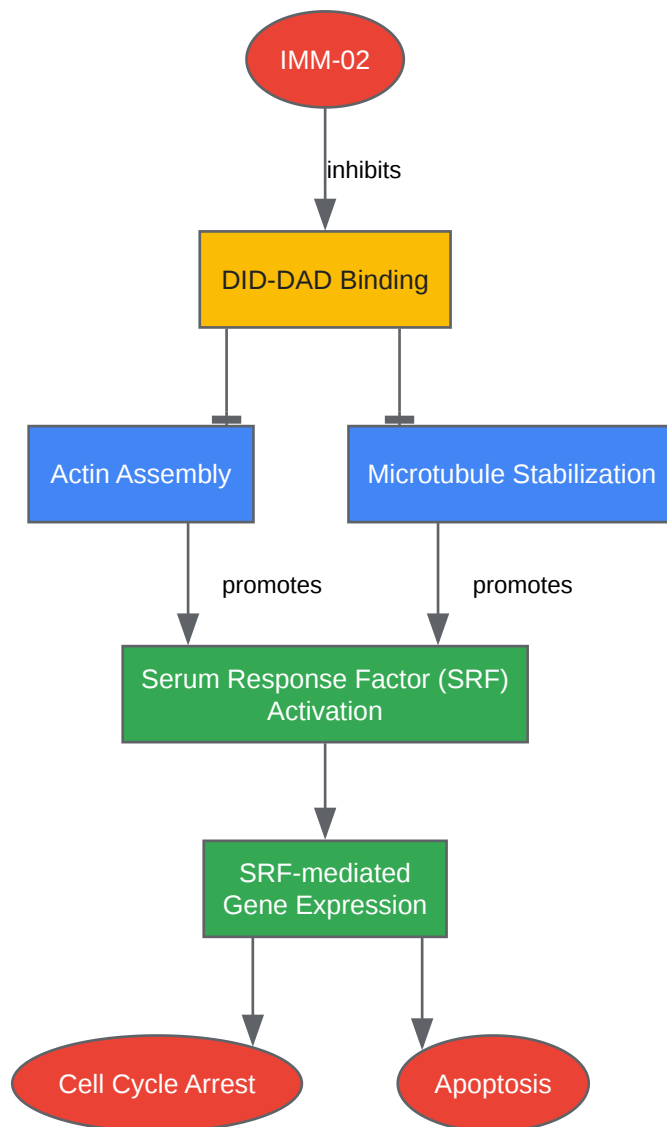 IMM-02
inhibits
DID-DAD Binding
Actin Assembly
Microtubule Stabilization
promotes
promotes
Serum Response Factor (SRF)
Activation
SRF-mediated
Gene Expression
Cell Cycle Arrest
Apoptosis